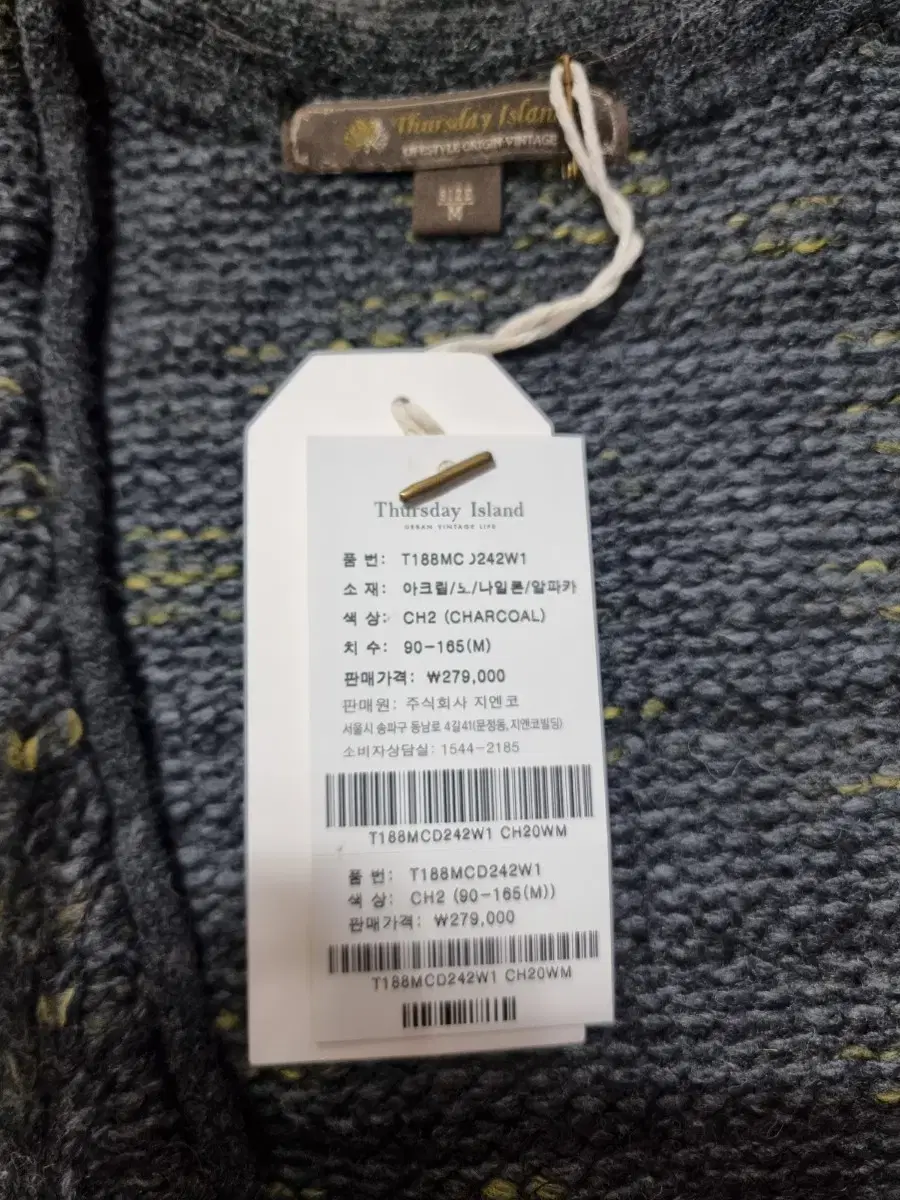 Thursday Islan
LIFESTYLE ORIGIN VINTAGE
SIZE
M
Thursday Island
URBAN VINTAGE LIFE
품 번: T188MC D242W1
소 재: 아크릴/모/나일론/알파카
색 상: CH2 (CHARCOAL)
치 수: 90-165(M)
판매가격: ₩279,000
판매원: 주식회사 지엔코
서울시 송파구 동남로 4길41(문정동, 지엔코빌딩)
소비자상담실: 1544-2185
T188MCD242W1 CH20WM
품 번: T188MCD242W1
색 상: CH2 (90-165(M))
판매가격: ₩279,000
T188MCD242W1 CH20WM